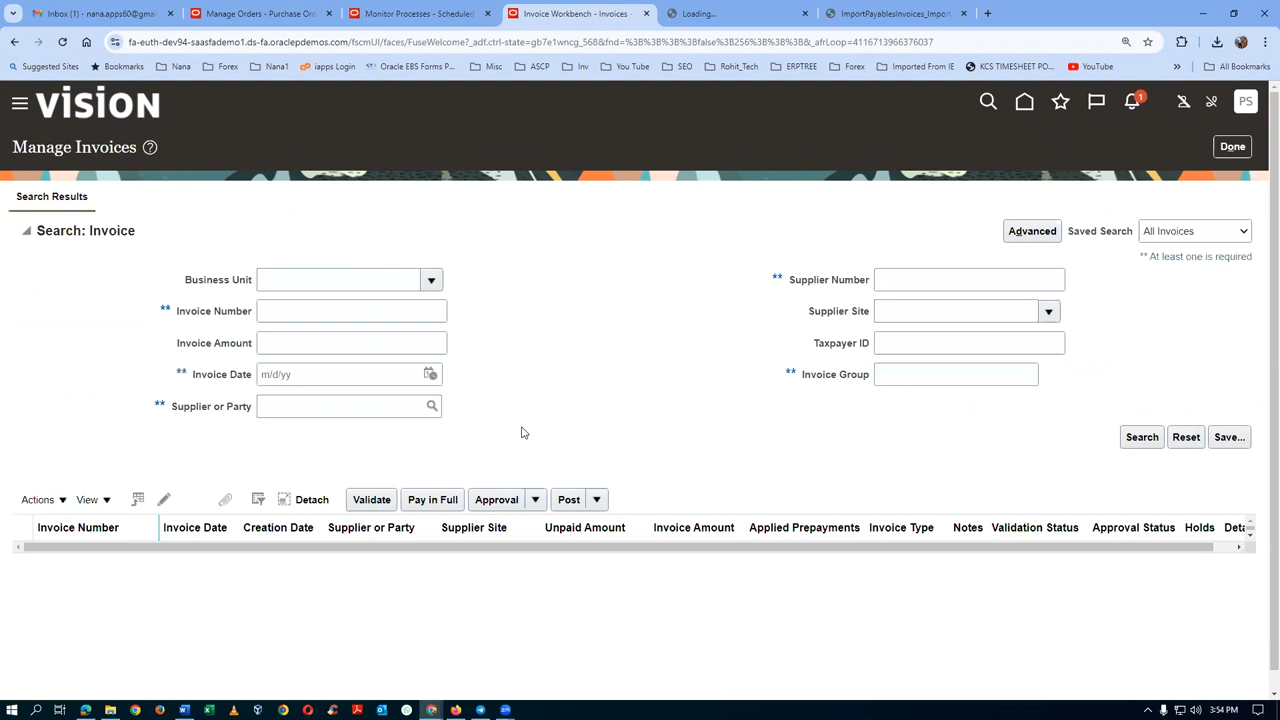 Inbox (1) - nana.apps60@gmai
Manage Orders - Purchase Or
Monitor Processes - Scheduled
Invoice Workbench - Invoices -
Loading...
ImportPayablesInvoices_Import
fa-euth-dev94-saasfademo1.ds-fa.oraclepdemos.com/fscmUI/faces/FuseWelcome?_adf.ctrl-state=gb7e1wncg_568&fnd=%3B%3B%3B%3Bfalse%3B256%3B%3B%3B&_afrLoop=4116713966376037
Suggested Sites
Bookmarks
Nana
Forex
Nana1
iapps Login
Oracle EBS Forms P...
Misc
ASCP
Inv
You Tube
SEO
Rohit_Tech
ERPTREE
Forex
Imported From IE
KCS TIMESHEET PO...
YouTube
»
All Bookmarks
VISION
1
PS
Manage Invoices ?
Done
Search Results
Search: Invoice
Advanced
Saved Search
All Invoices
** At least one is required
Business Unit
** Supplier Number
** Invoice Number
Supplier Site
Invoice Amount
Taxpayer ID
** Invoice Date
m/d/yy
** Invoice Group
** Supplier or Party
Search
Reset
Save...
Actions
View
Detach
Validate
Pay in Full
Approval
Post
Invoice Number
Invoice Date
Creation Date
Supplier or Party
Supplier Site
Unpaid Amount
Invoice Amount
Applied Prepayments
Invoice Type
Notes
Validation Status
Approval Status
Holds
Deta
3:54 PM